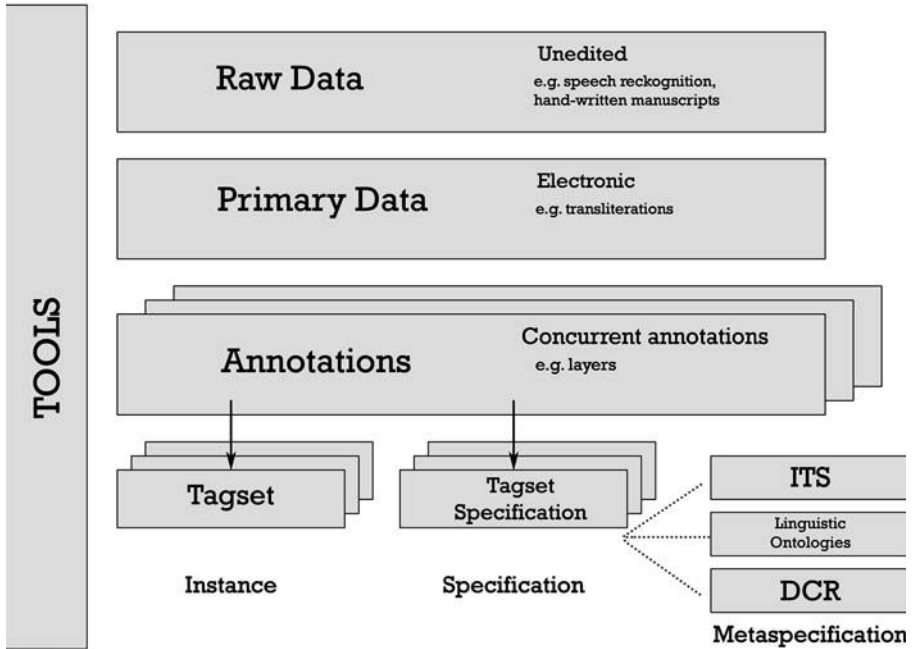 TOOLS
Raw Data
Unedited
e.g. speech reckognition,
hand-written manuscripts
Primary Data
Electronic
e.g. transliterations
Annotations
Concurrent annotations
e.g. layers
Tagset
Tagset
Specification
ITS
Linguistic
Ontologies
DCR
Instance
Specification
Metaspecification